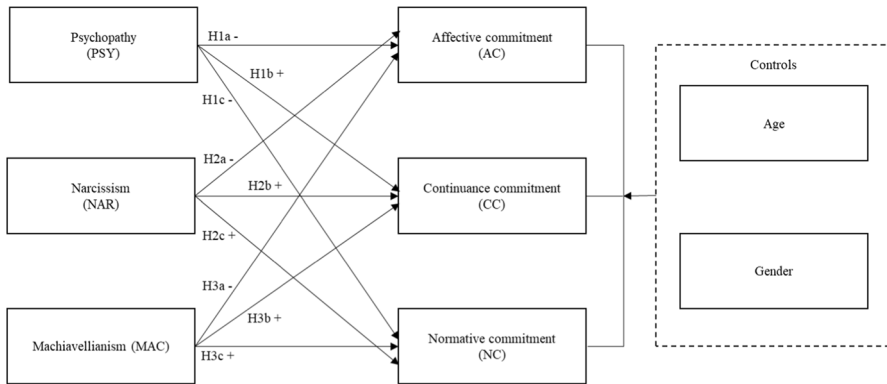 Psychopathy
(PSY)
H1a -
H1b +
H1c -
Affective commitment
(AC)
Controls
Age
Narcissism
(NAR)
H2a -
H2b +
H2c +
Continuance commitment
(CC)
Gender
Machiavellianism (MAC)
H3a -
H3b +
H3c +
Normative commitment
(NC)